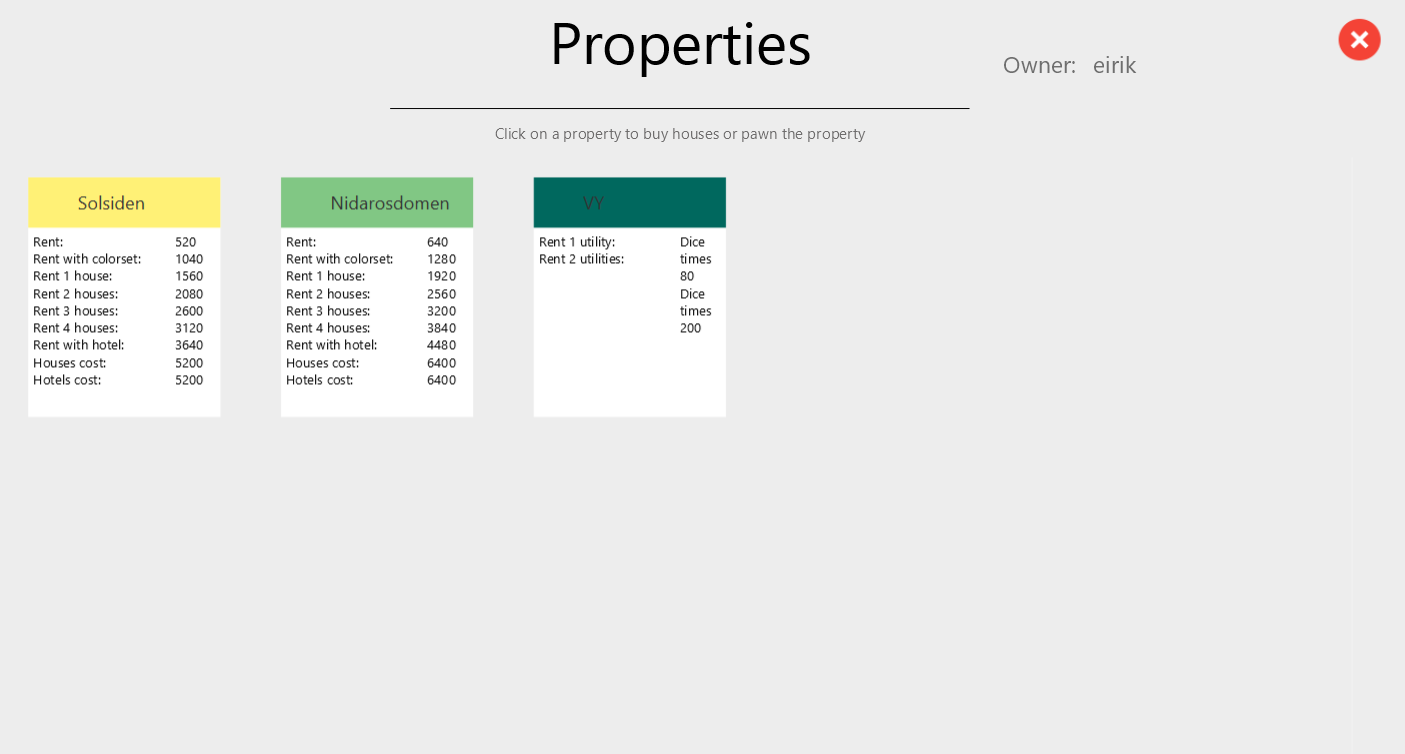 Properties
Owner: eirik
Click on a property to buy houses or pawn the property
Solsiden
Rent: 520
Rent with colorset: 1040
Rent 1 house: 1560
Rent 2 houses: 2080
Rent 3 houses: 2600
Rent 4 houses: 3120
Rent with hotel: 3640
Houses cost: 5200
Hotels cost: 5200
Nidarosdomen
Rent: 640
Rent with colorset: 1280
Rent 1 house: 1920
Rent 2 houses: 2560
Rent 3 houses: 3200
Rent 4 houses: 3840
Rent with hotel: 4480
Houses cost: 6400
Hotels cost: 6400
VY
Rent 1 utility: Dice
Rent 2 utilities: times
80
Dice
times
200